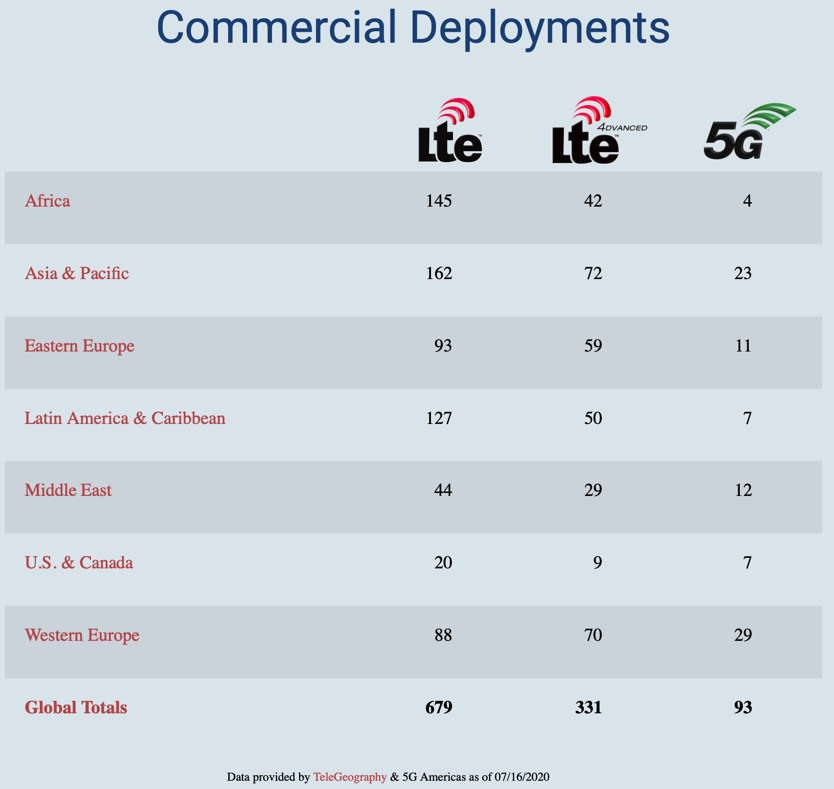 Commercial Deployments
Lte™ Lte™ 4DVANCED 5G
Africa 145 42 4
Asia & Pacific 162 72 23
Eastern Europe 93 59 11
Latin America & Caribbean 127 50 7
Middle East 44 29 12
U.S. & Canada 20 9 7
Western Europe 88 70 29
Global Totals 679 331 93
Data provided by TeleGeography & 5G Americas as of 07/16/2020